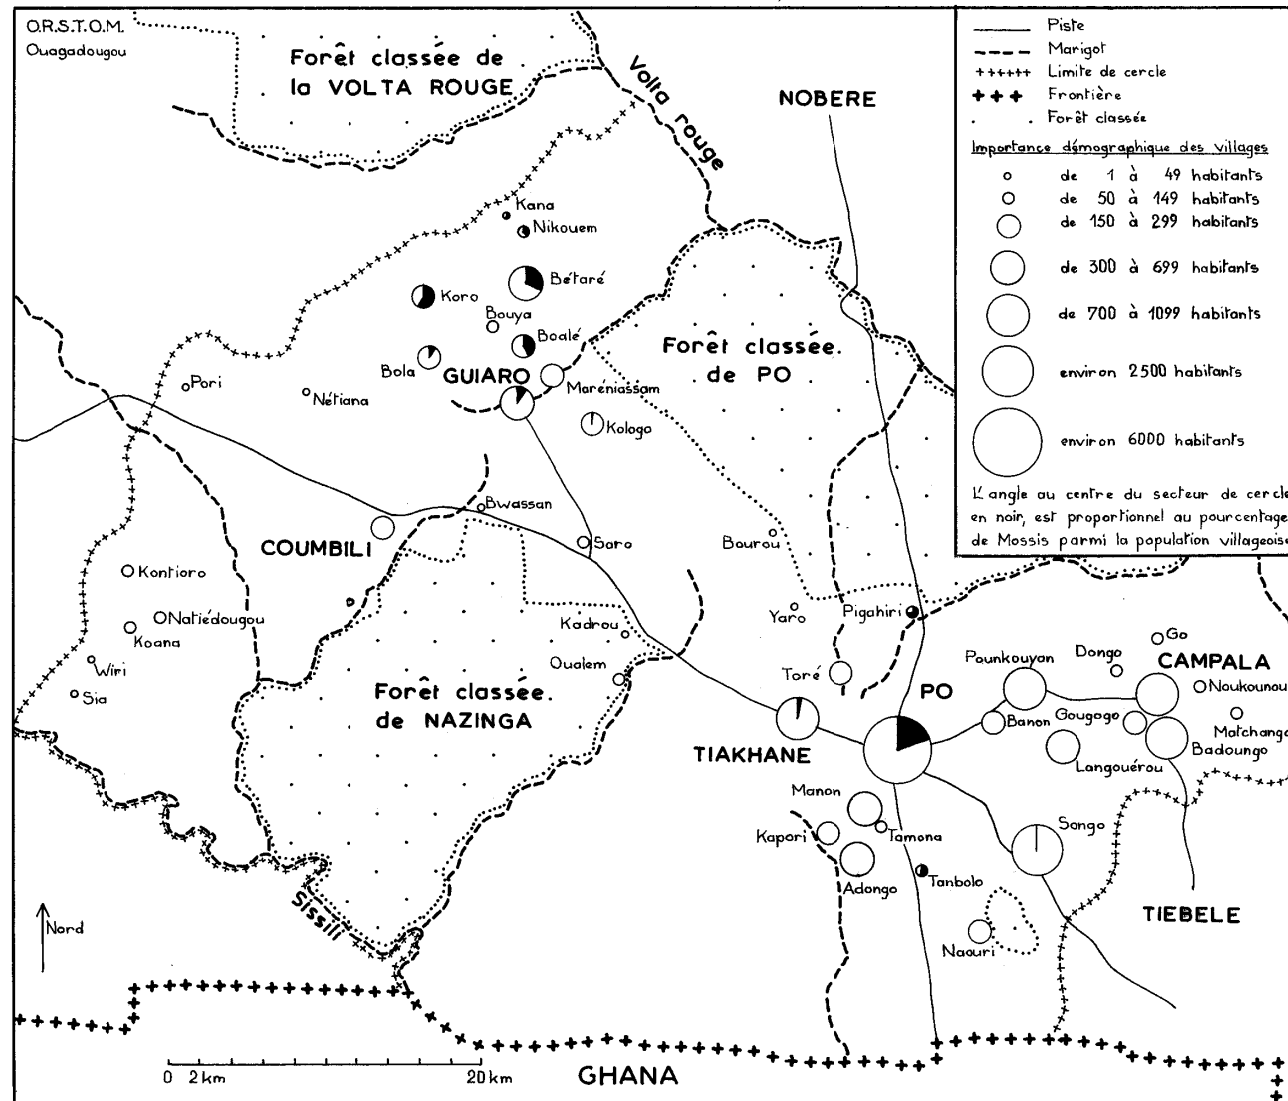 O.R.S.T.O.M.
Ouagadougou
Forêt classée de
la VOLTA ROUGE
Volta rouge
NOBERE
Piste
Marigot
Limite de cercle
Frontière
Forêt classée
Importance démographique des villages
de 1 à 49 habitants
de 50 à 149 habitants
de 150 à 299 habitants
de 300 à 699 habitants
de 700 à 1099 habitants
environ 2500 habitants
environ 6000 habitants
L'angle au centre du secteur de cercle
en noir, est proportionnel au pourcentage
de Mossis parmi la population villageoise
Kana
Nikouem
Bétaré
Koro
Bouya
Boalé
Bola
GUIARO
Maréniassam
Forêt classée.
de PO
Pori
Nétiana
Kologo
Bwassan
COUMBILI
Saro
Bourou
Kontioro
Natiédougou
Koana
Wiri
Sia
Kadrou
Oualem
Yaro
Pigahiri
Toré
Forêt classée.
de NAZINGA
Go
Dongo
CAMPALA
Pounkouyan
Noukounou
PO
Banon
Gougogo
Matchanga
Badoungo
TIAKHANE
Langouérou
Manon
Kapori
Tamona
Songo
Adongo
Tanbolo
TIEBELE
Naouri
Sissili
Nord
0 2 km 20 km
GHANA